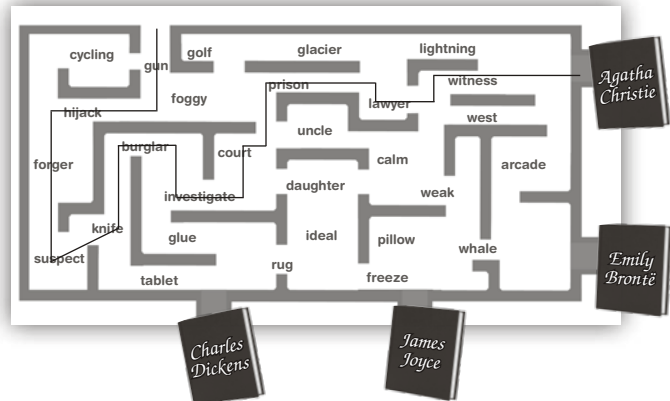 cycling
golf
glacier
lightning
gun
prison
witness
foggy
lawyer
hijack
west
uncle
burglar
court
calm
forger
arcade
daughter
investigate
weak
knife
glue
ideal
pillow
whale
suspect
rug
tablet
freeze
Agatha
Christie
Emily
Brontë
Charles
Dickens
James
Joyce